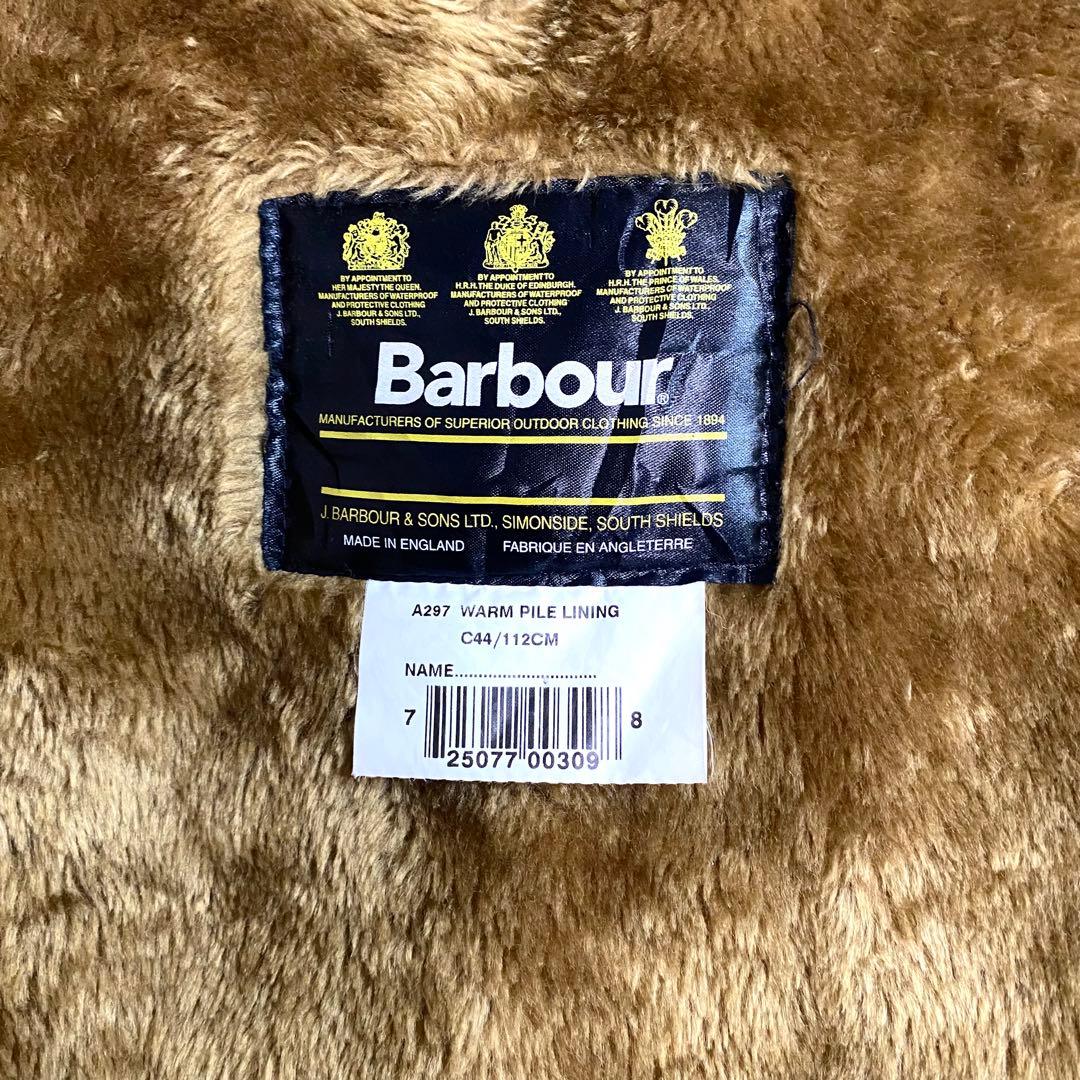 BY APPOINTMENT TO
HER MAJESTY THE QUEEN.
MANUFACTURERS OF WATERPROOF
AND PROTECTIVE CLOTHING
J. BARBOUR & SONS LTD.,
SOUTH SHIELDS.
BY APPOINTMENT TO
H.R.H. THE DUKE OF EDINBURGH.
MANUFACTURERS OF WATERPROOF
AND PROTECTIVE CLOTHING
J. BARBOUR & SONS LTD.,
SOUTH SHIELDS.
BY APPOINTMENT TO
H.R.H. THE PRINCE OF WALES.
MANUFACTURERS OF WATERPROOF
AND PROTECTIVE CLOTHING
J. BARBOUR & SONS LTD.,
SOUTH SHIELDS.
Barbour®
MANUFACTURERS OF SUPERIOR OUTDOOR CLOTHING SINCE 1894
J. BARBOUR & SONS LTD., SIMONSIDE, SOUTH SHIELDS
MADE IN ENGLAND FABRIQUE EN ANGLETERRE
A297 WARM PILE LINING
C44/112CM
NAME..............................
7 25077 00309 8